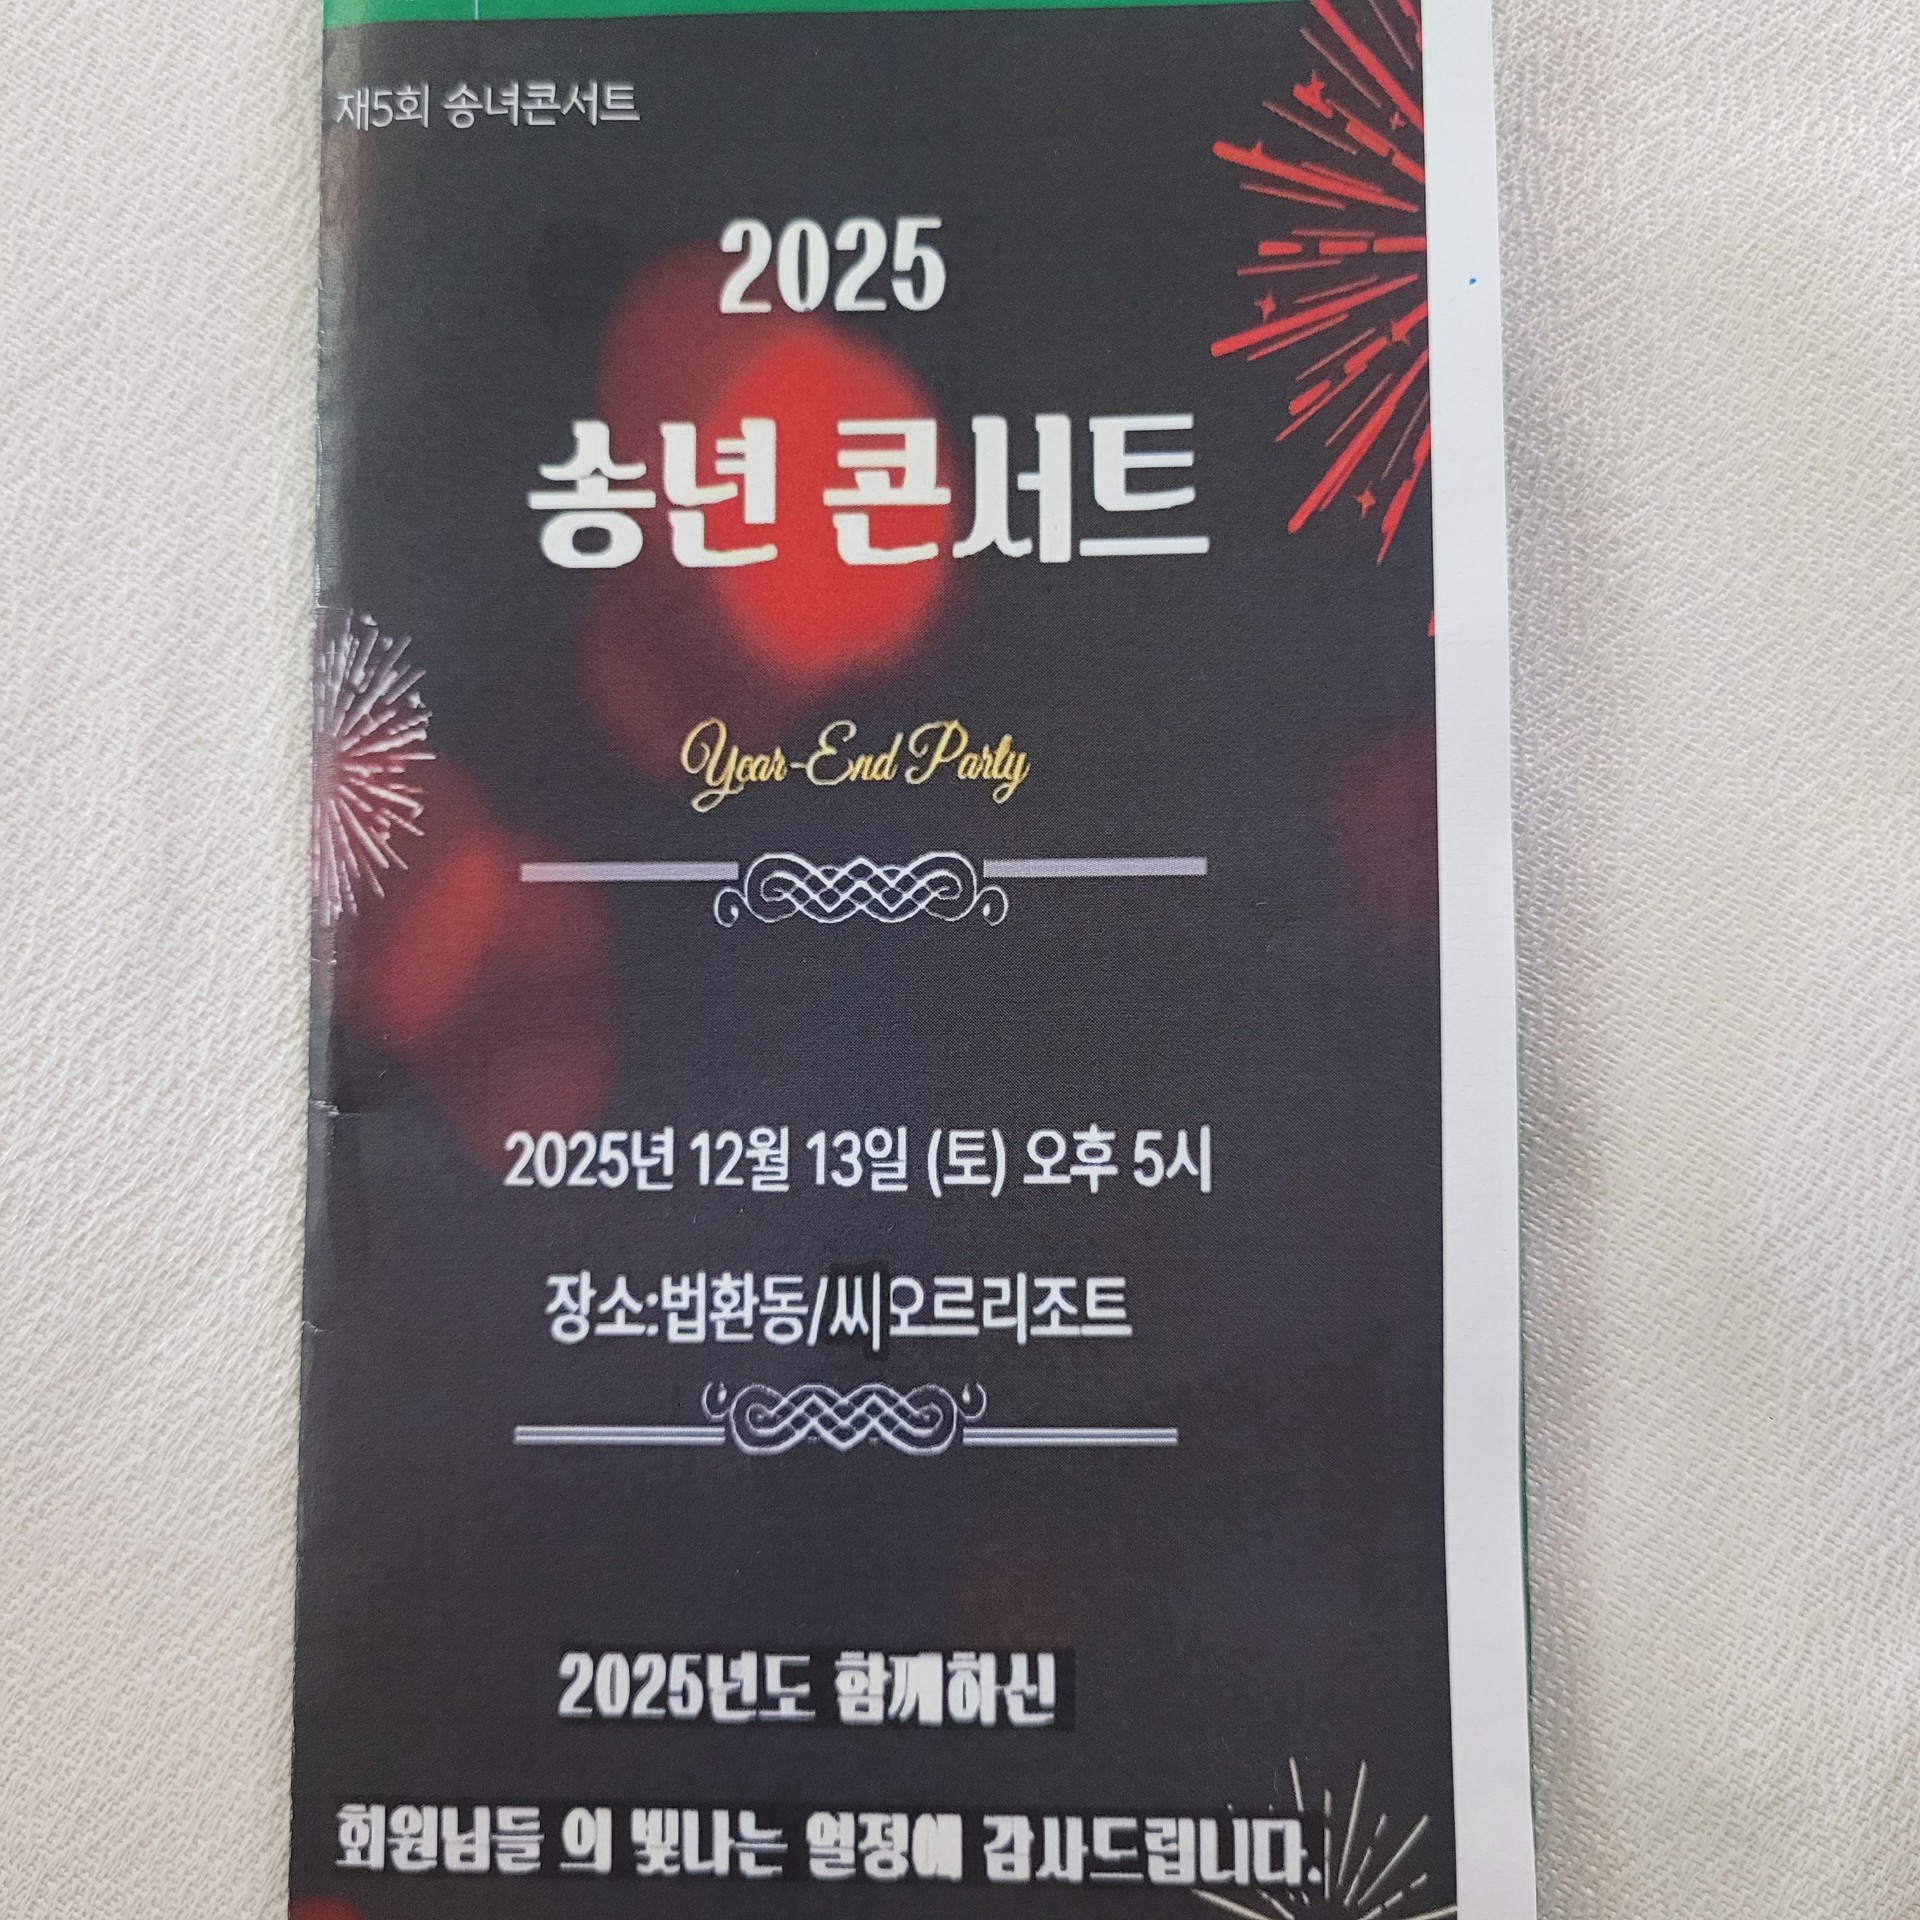 재5회 송녀콘서트
2025
송년 콘서트
Year-End Party
2025년 12월 13일 (토) 오후 5시
장소:법환동/씨오르리조트
2025년도 함께하신
회원님들 의 빛나는 열정에 감사드립니다.